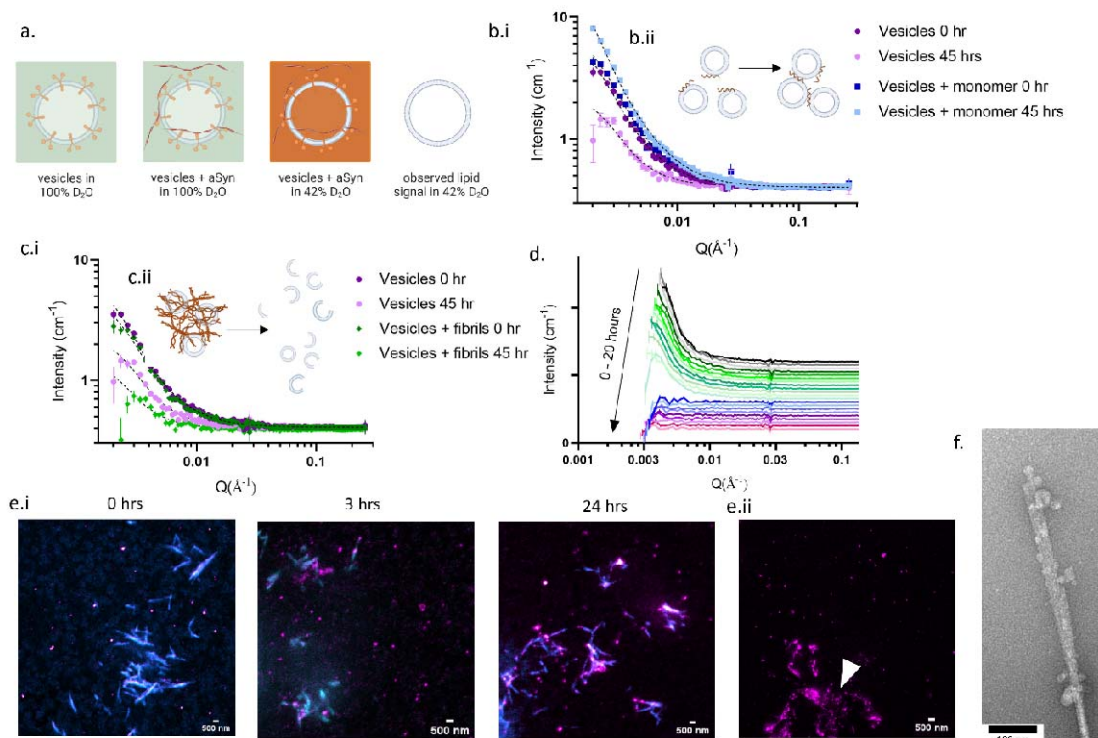 a.
vesicles in
100% D₂O
vesicles + aSyn
in 100% D₂O
vesicles + aSyn
in 42% D₂O
observed lipid
signal in 42% D₂O
b.i
b.ii
Intensity (cm⁻¹)
10
1
0.01
0.1
Q(Å⁻¹)
Vesicles 0 hr
Vesicles 45 hrs
Vesicles + monomer 0 hr
Vesicles + monomer 45 hrs
c.i
c.ii
Intensity (cm⁻¹)
10
1
0.01
0.1
Q(Å⁻¹)
Vesicles 0 hr
Vesicles 45 hr
Vesicles + fibrils 0 hr
Vesicles + fibrils 45 hr
d.
Intensity (cm⁻¹)
0 - 20 hours
0
0.001
0.003
0.01
0.03
0.1
f.
e.i
0 hrs
3 hrs
24 hrs
e.ii
500 nm
500 nm
500 nm
500 nm